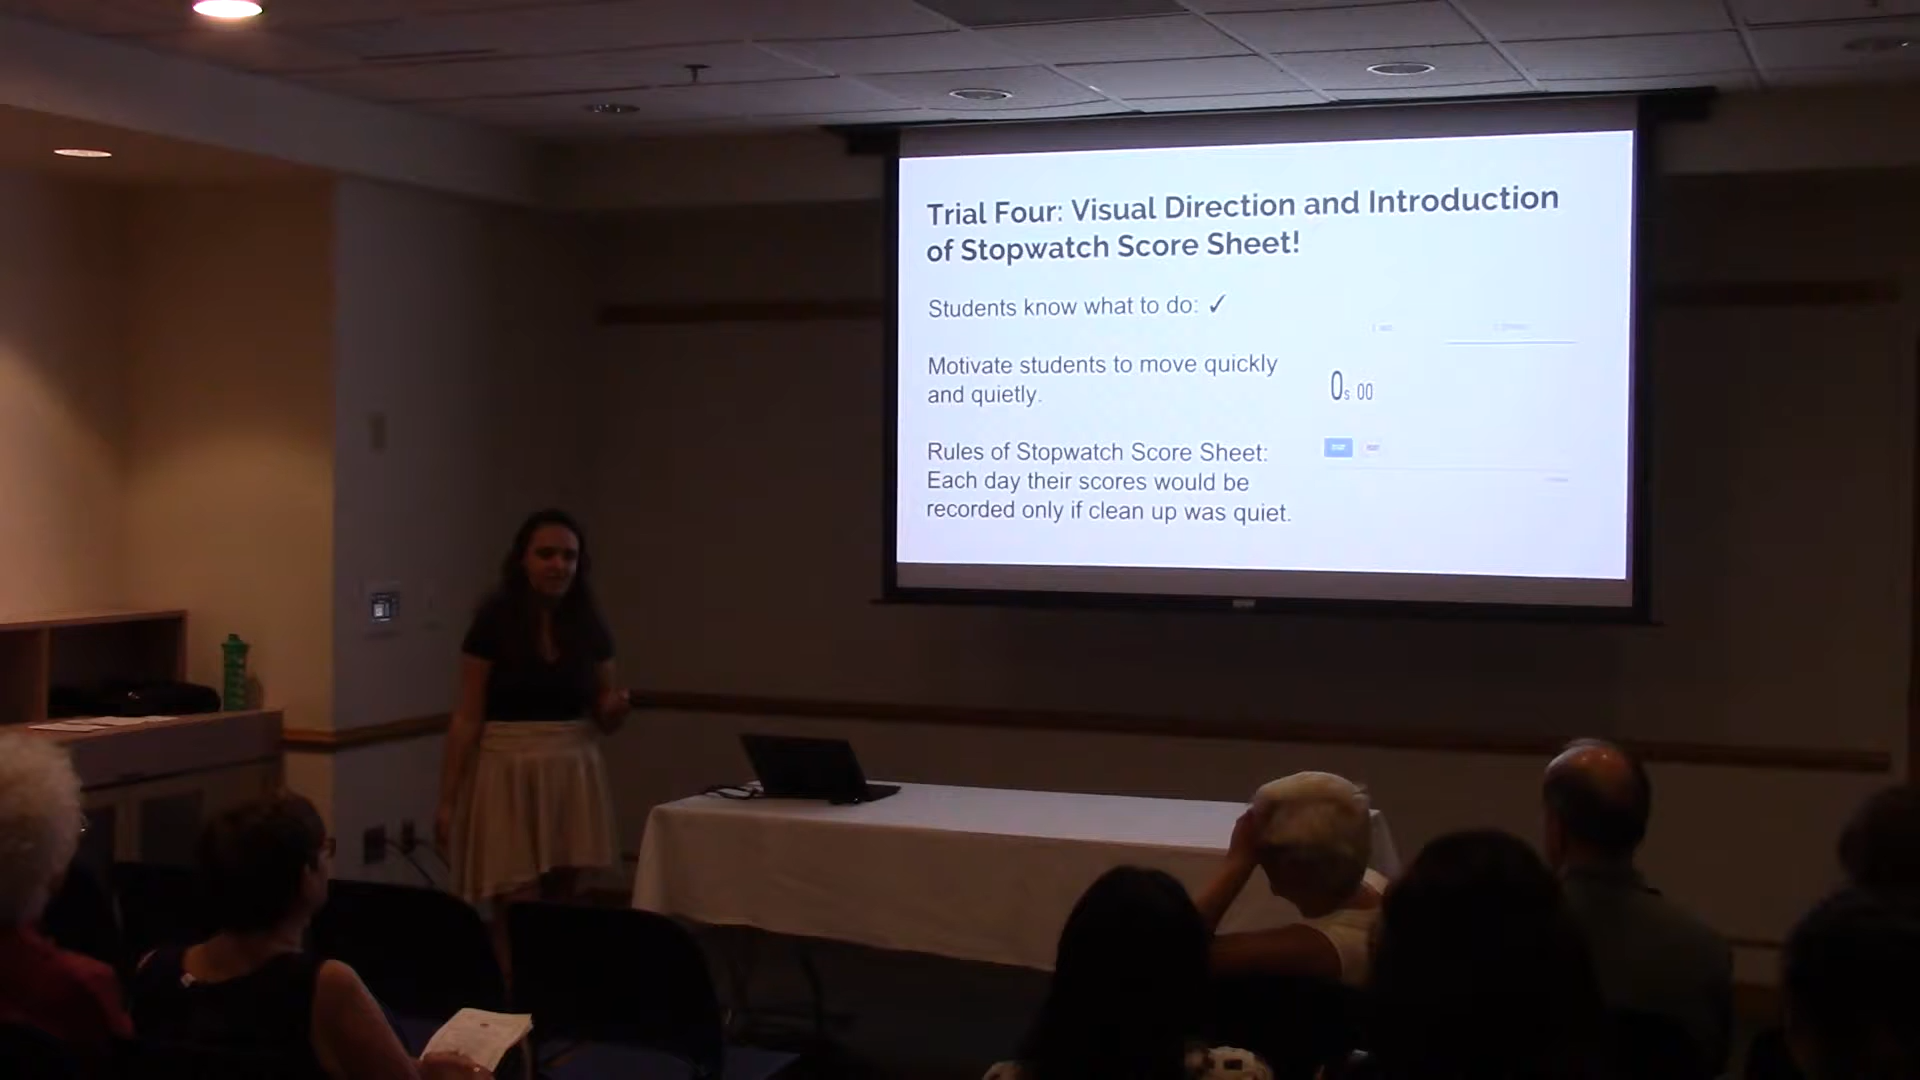 Trial Four: Visual Direction and Introduction
of Stopwatch Score Sheet!
Students know what to do: ✓
Motivate students to move quickly
and quietly.
0s 00
Rules of Stopwatch Score Sheet:
Each day their scores would be
recorded only if clean up was quiet.